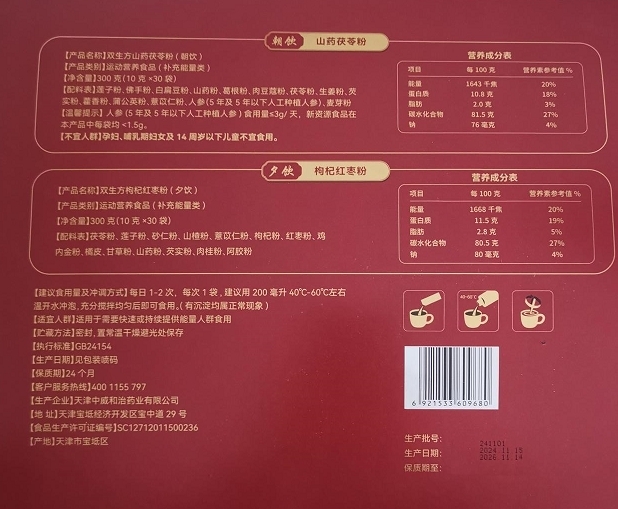 朝饮 山药茯苓粉
【产品名称】双生方山药茯苓粉（朝饮）
【产品类别】运动营养食品（补充能量类）
【净含量】300克(10克×30袋)
【配料表】莲子粉、佛手粉、白扁豆粉、山药粉、葛根粉、肉豆蔻粉、茯苓粉、生姜粉、芡
实粉、藿香粉、蒲公英粉、薏苡仁粉、人参(5年及5年以下人工种植人参)、麦芽粉
【温馨提示】人参(5年及5年以下人工种植人参)食用量≤3g/天，新资源食品在
本产品中每袋均<1.5g。
【不宜人群】孕妇、哺乳期妇女及14周岁以下儿童不宜食用。
营养成分表
项目 每100克 营养素参考值%
能量 1643千焦 20%
蛋白质 10.8克 18%
脂肪 2.0克 3%
碳水化合物 81.5克 27%
钠 76毫克 4%
夕饮 枸杞红枣粉
【产品名称】双生方枸杞红枣粉（夕饮）
【产品类别】运动营养食品（补充能量类）
【净含量】300克(10克×30袋)
【配料表】茯苓粉、莲子粉、砂仁粉、山楂粉、薏苡仁粉、枸杞粉、红枣粉、鸡
内金粉、橘皮、甘草粉、山药粉、芡实粉、肉桂粉、阿胶粉
营养成分表
项目 每100克 营养素参考值%
能量 1668千焦 20%
蛋白质 11.5克 19%
脂肪 2.8克 5%
碳水化合物 80.5克 27%
钠 80毫克 4%
【建议食用量及冲调方式】每日1-2次，每次1袋，建议用200毫升40℃-60℃左右
温开水冲泡，充分搅拌均匀后即可食用。（有沉淀均属正常现象）
【适宜人群】适用于需要快速或持续提供能量人群食用
【贮藏方法】密封，置常温干燥避光处保存
【执行标准】GB24154
【生产日期】见包装喷码
【保质期】24个月
【客户服务热线】400 1155 797
【生产企业】天津中威和治药业有限公司
【地 址】天津宝坻经济开发区宝中道29号
【食品生产许可证编号】SC12712011500236
【产地】天津市宝坻区
40-60℃
6 921533 609680
生产批号： 241101
生产日期： 2024.11.15
保质期至： 2026.11.14